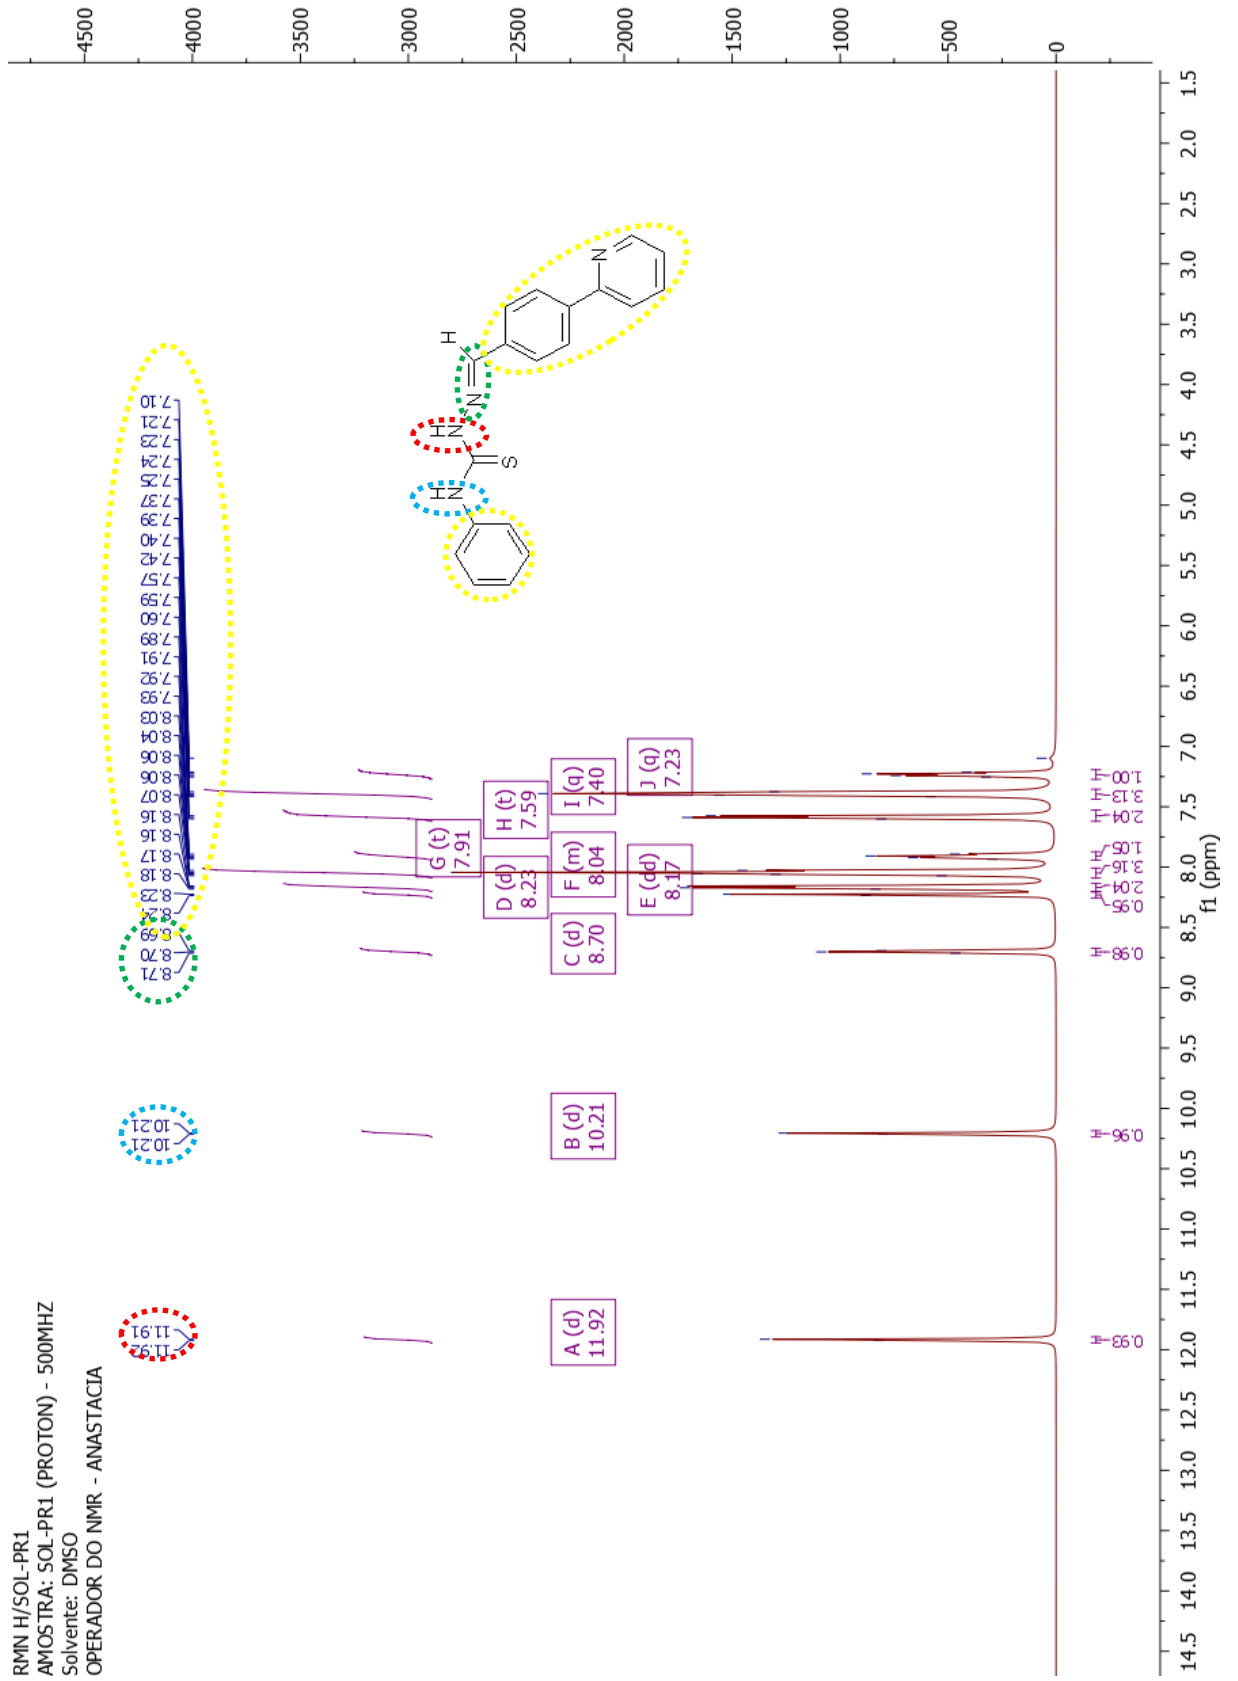 RMN H/SOL-PR1
AMOSTRA: SOL-PR1 (PROTON) - 500MHZ
Solvente: DMSO
OPERADOR DO NMR - ANASTACIA
11.92
11.91
10.21
10.21
8.71
8.70
8.69
8.24
8.23
8.18
8.17
8.16
8.16
8.07
8.06
8.06
8.04
8.03
7.93
7.92
7.91
7.89
7.60
7.59
7.57
7.42
7.40
7.39
7.37
7.25
7.24
7.23
7.21
7.10
H
N
S
H
N
N
H
N
G (t)
7.91
D (d)
8.23
H (t)
7.59
A (d)
11.92
B (d)
10.21
C (d)
8.70
F (m)
8.04
I (q)
7.40
E (dd)
8.17
J (q)
7.23
0.93
0.96
0.98
0.95
2.04
3.16
1.05
2.04
3.13
1.00
14.5 14.0 13.5 13.0 12.5 12.0 11.5 11.0 10.5 10.0 9.5 9.0 8.5 8.0 7.5 7.0 6.5 6.0 5.5 5.0 4.5 4.0 3.5 3.0 2.5 2.0 1.5
f1 (ppm)
4500
4000
3500
3000
2500
2000
1500
1000
500
0